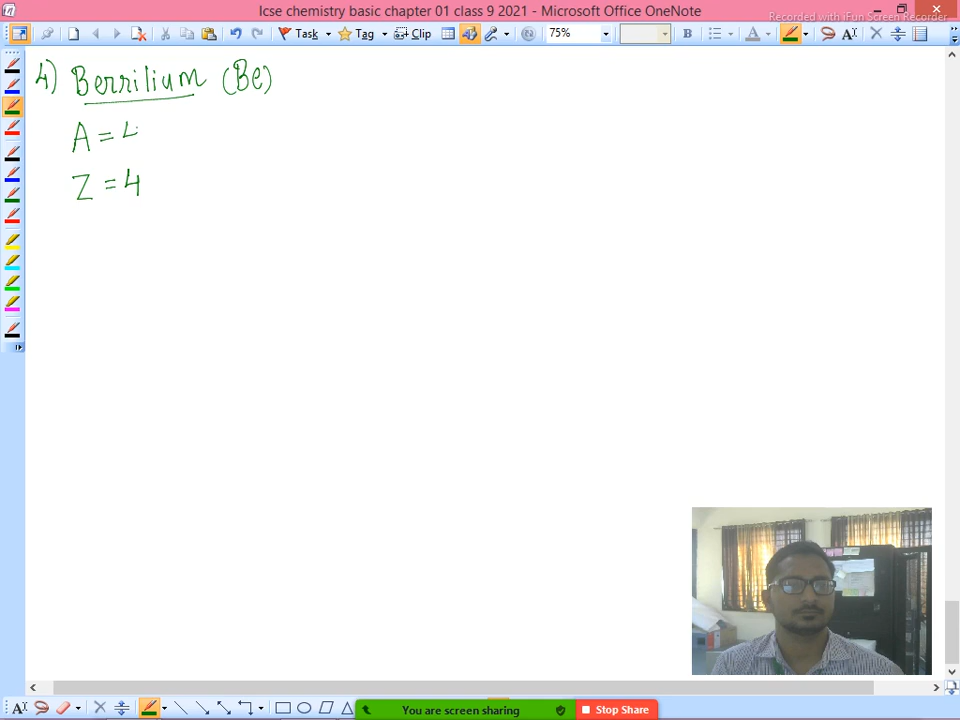 Icse chemistry basic chapter 01 class 9 2021 - Microsoft Office OneNote
Recorded with iFun Screen Recorder
Task Tag Clip 75% B A A
4) Berrilium (Be)
A = 4
Z = 4
A You are screen sharing Stop Share